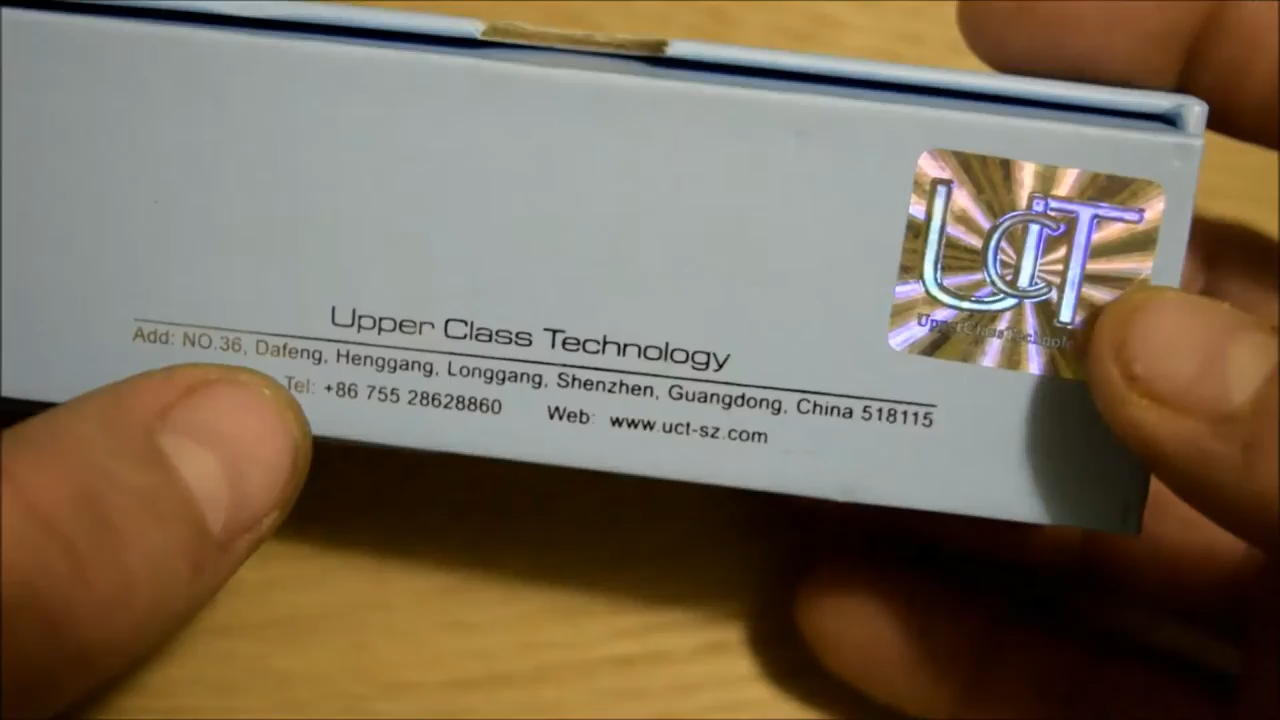 UCT
Upper Class Technology
Add: NO.36, Dafeng, Henggang, Longgang, Shenzhen, Guangdong, China 518115
Tel: +86 755 28628860 Web: www.uct-sz.com